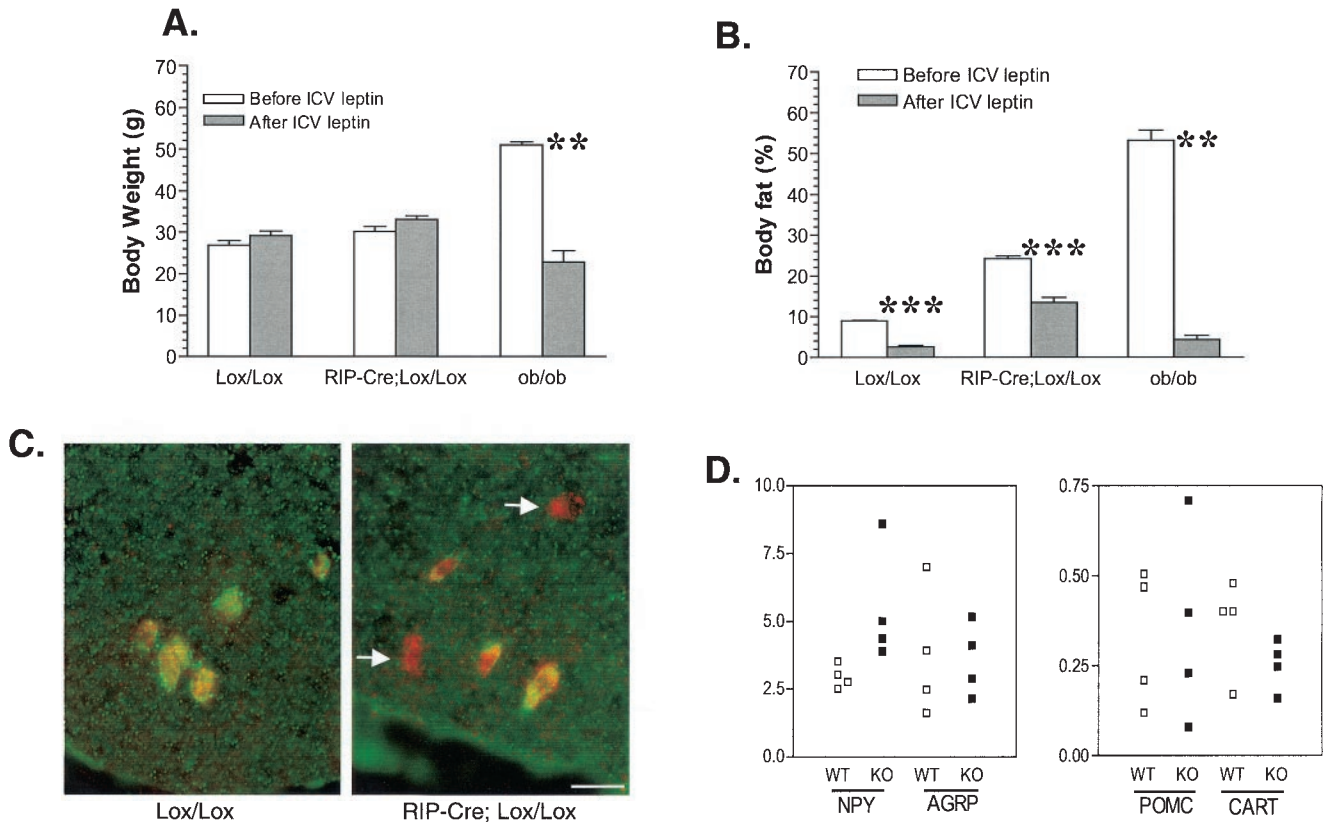 A.
70
60
50
40
30
20
10
0
Body Weight (g)
Before ICV leptin
After ICV leptin
**
Lox/Lox
RIP-Cre;Lox/Lox
ob/ob
B.
70
60
50
40
30
20
10
0
Body fat (%)
Before ICV leptin
After ICV leptin
***
***
**
Lox/Lox
RIP-Cre;Lox/Lox
ob/ob
C.
Lox/Lox
RIP-Cre; Lox/Lox
D.
10.0
7.5
5.0
2.5
0.0
WT KO WT KO
NPY AGRP
0.75
0.50
0.25
0.00
WT KO WT KO
POMC CART